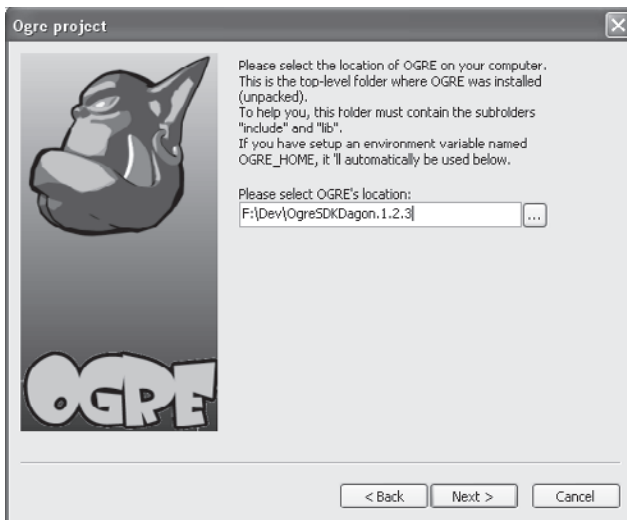 Ogre project
Please select the location of OGRE on your computer.
This is the top-level folder where OGRE was installed
(unpacked).
To help you, this folder must contain the subfolders
"include" and "lib".
If you have setup an environment variable named
OGRE_HOME, it 'll automatically be used below.
Please select OGRE's location:
F:\Dev\OgreSDKDagon.1.2.3
...
OGRE
< Back
Next >
Cancel